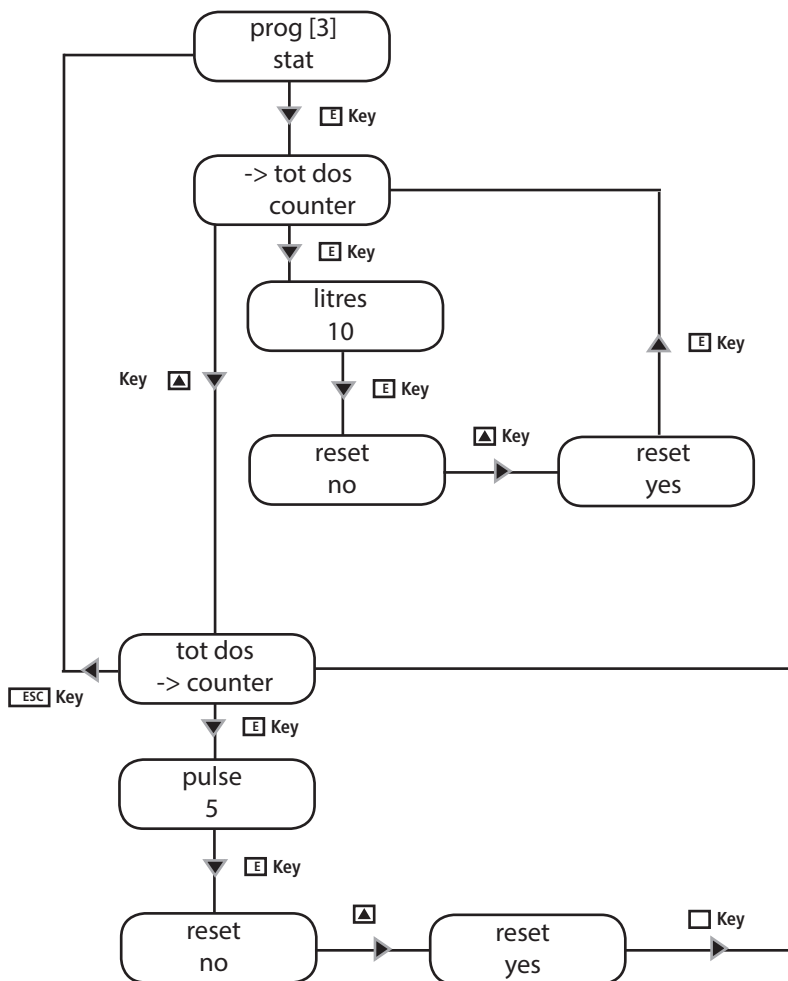 prog [3]
stat
E Key
-> tot dos
counter
E Key
litres
10
Key
E Key
E Key
Key
reset
no
reset
yes
tot dos
-> counter
ESC Key
E Key
pulse
5
E Key
Key
reset
no
reset
yes